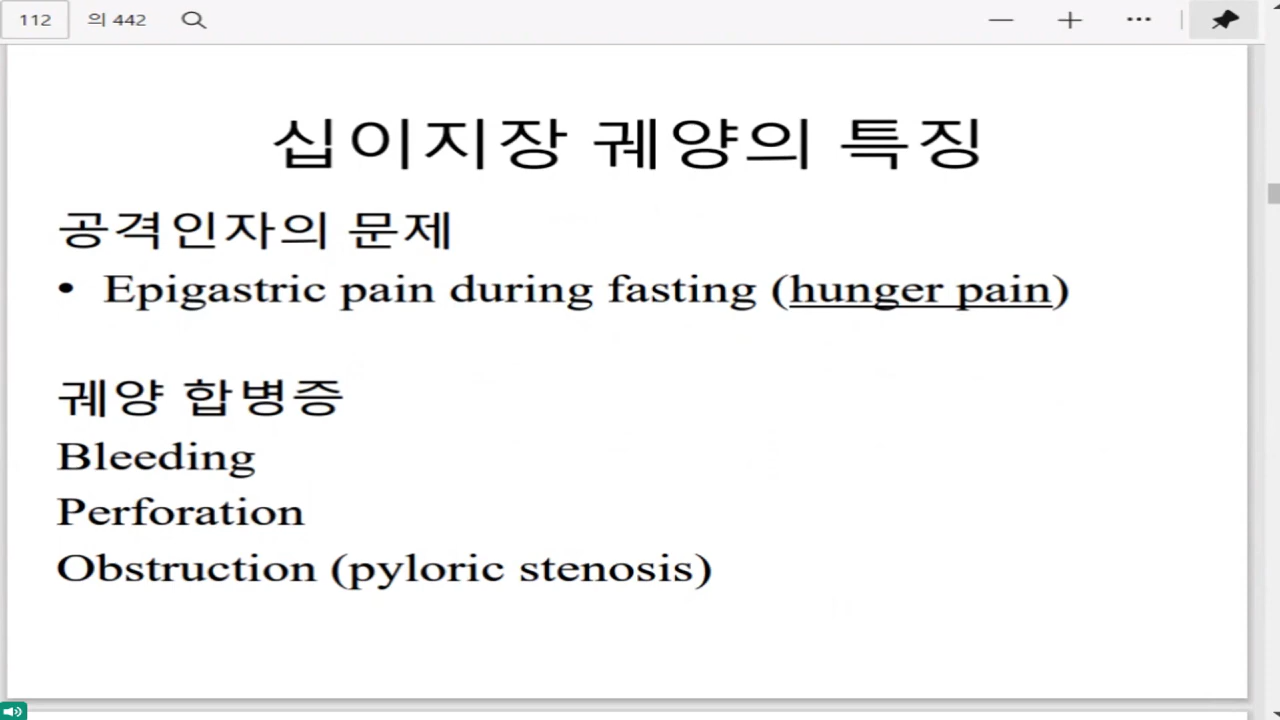 112 의 442
십이지장 궤양의 특징
공격인자의 문제
• Epigastric pain during fasting (hunger pain)
궤양 합병증
Bleeding
Perforation
Obstruction (pyloric stenosis)